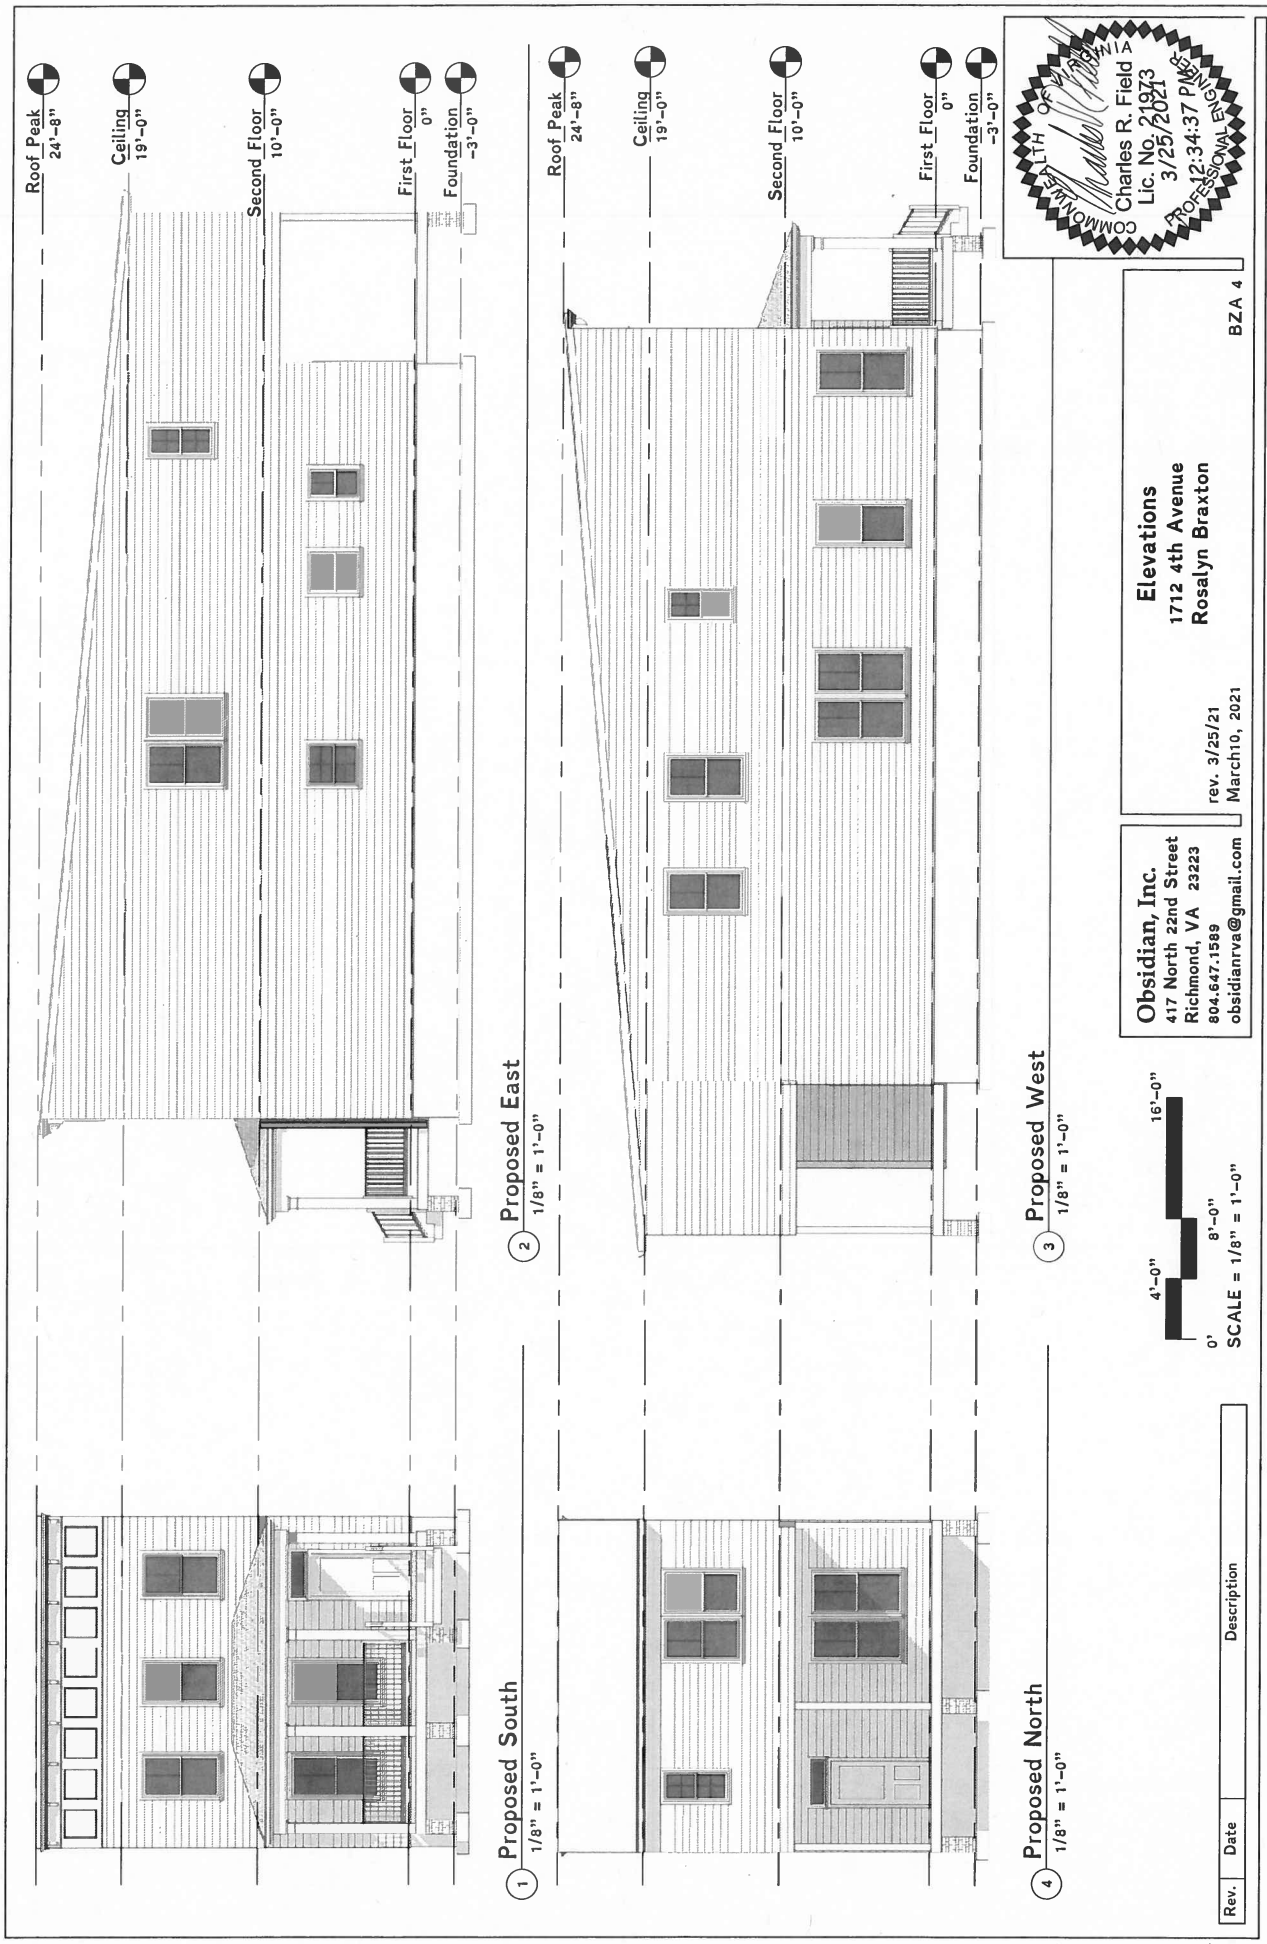 Roof Peak
24'-8"
Ceiling
19'-0"
Second Floor
10'-0"
First Floor
0"
Foundation
-3'-0"
1
Proposed South
1/8" = 1'-0"
2
Proposed East
1/8" = 1'-0"
Roof Peak
24'-8"
Ceiling
19'-0"
Second Floor
10'-0"
First Floor
0"
Foundation
-3'-0"
4
Proposed North
1/8" = 1'-0"
3
Proposed West
1/8" = 1'-0"
Rev.
Date
Description
0'
4'-0"
8'-0"
16'-0"
SCALE = 1/8" = 1'-0"
Obsidian, Inc.
417 North 22nd Street
Richmond, VA 23223
804.647.1589
obsidianrva@gmail.com
Elevations
1712 4th Avenue
Rosalyn Braxton
rev. 3/25/21
March10, 2021
BZA 4
COMMONWEALTH OF VIRGINIA
Charles R. Field
Charles R. Field
Lic. No. 21973
3/25/2021
12:34:37 PM
PROFESSIONAL ENGINEER